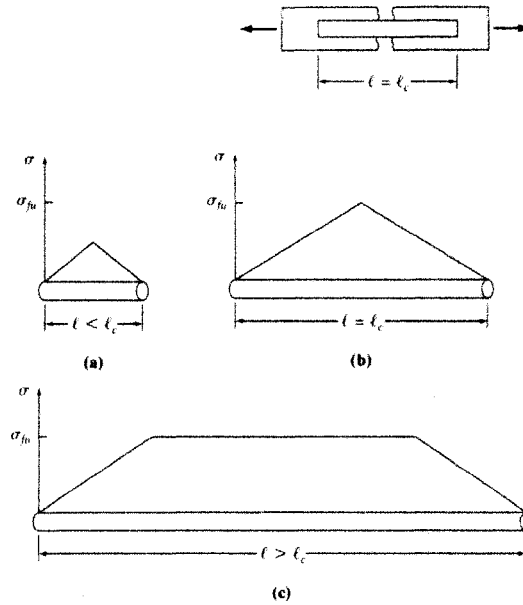 ℓ = ℓc
σ
σfu
ℓ < ℓc
(a)
σ
σfu
ℓ = ℓc
(b)
σ
σfu
ℓ > ℓc
(c)